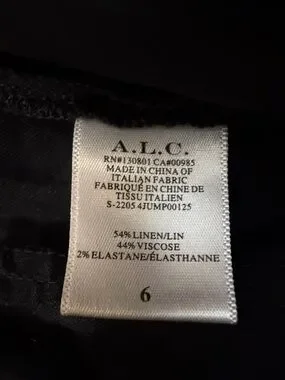 A.L.C.
RN#130801 CA#00985
MADE IN CHINA OF
ITALIAN FABRIC
FABRIQUÉ EN CHINE DE
TISSU ITALIEN
S-2205 4JUMP00125
54% LINEN/LIN
44% VISCOSE
2% ELASTANE/ÉLASTHANNE
6